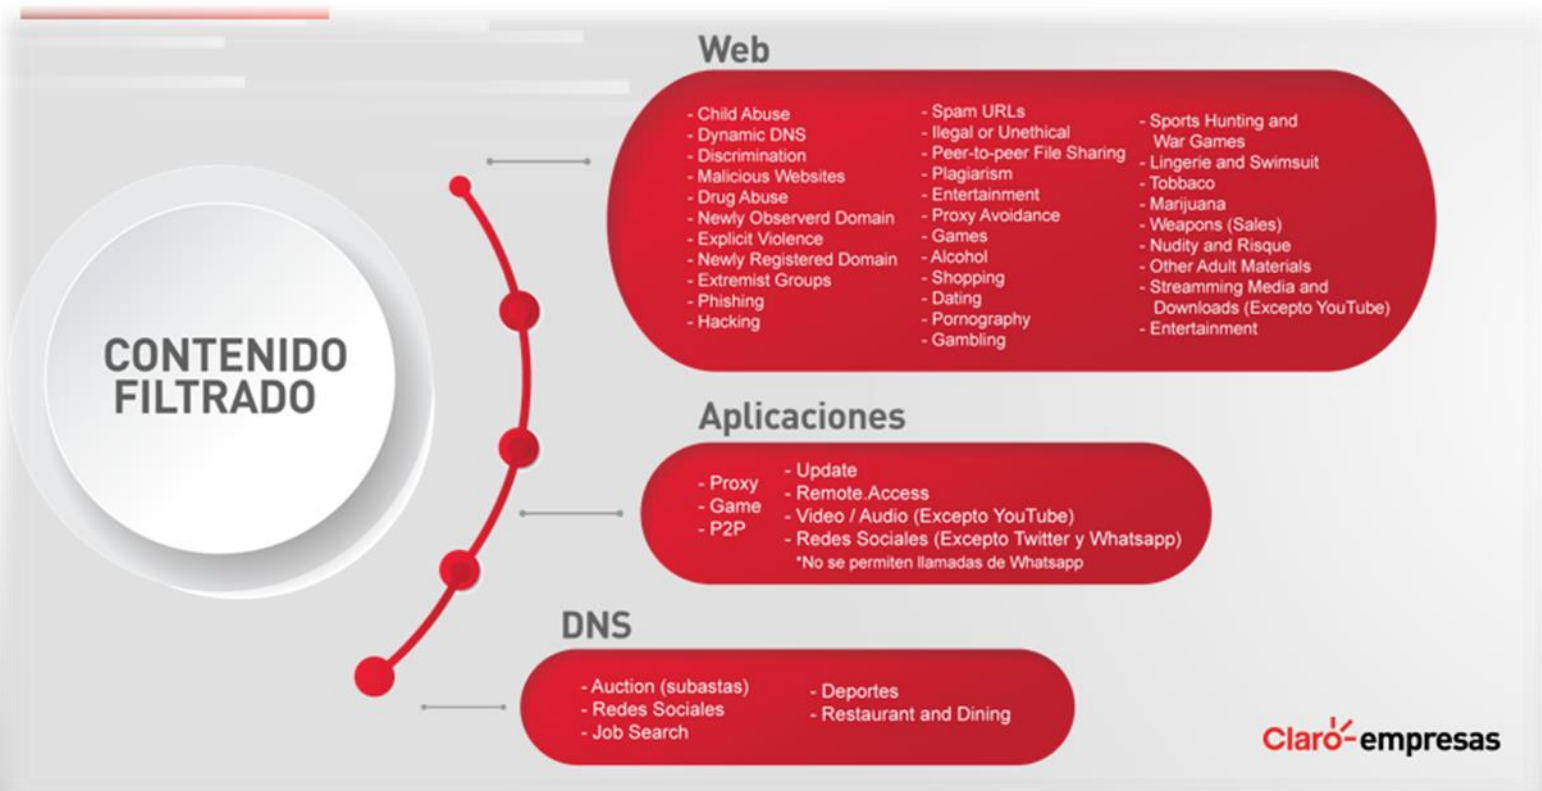 CONTENIDO
FILTRADO
Web
- Child Abuse
- Dynamic DNS
- Discrimination
- Malicious Websites
- Drug Abuse
- Newly Observerd Domain
- Explicit Violence
- Newly Registered Domain
- Extremist Groups
- Phishing
- Hacking
- Spam URLs
- Ilegal or Unethical
- Peer-to-peer File Sharing
- Plagiarism
- Entertainment
- Proxy Avoidance
- Games
- Alcohol
- Shopping
- Dating
- Pornography
- Gambling
- Sports Hunting and
War Games
- Lingerie and Swimsuit
- Tobbaco
- Marijuana
- Weapons (Sales)
- Nudity and Risque
- Other Adult Materials
- Streamming Media and
Downloads (Excepto YouTube)
- Entertainment
Aplicaciones
- Proxy
- Game
- P2P
- Update
- Remote.Access
- Video / Audio (Excepto YouTube)
- Redes Sociales (Excepto Twitter y Whatsapp)
*No se permiten llamadas de Whatsapp
DNS
- Auction (subastas)
- Redes Sociales
- Job Search
- Deportes
- Restaurant and Dining
Claro-empresas